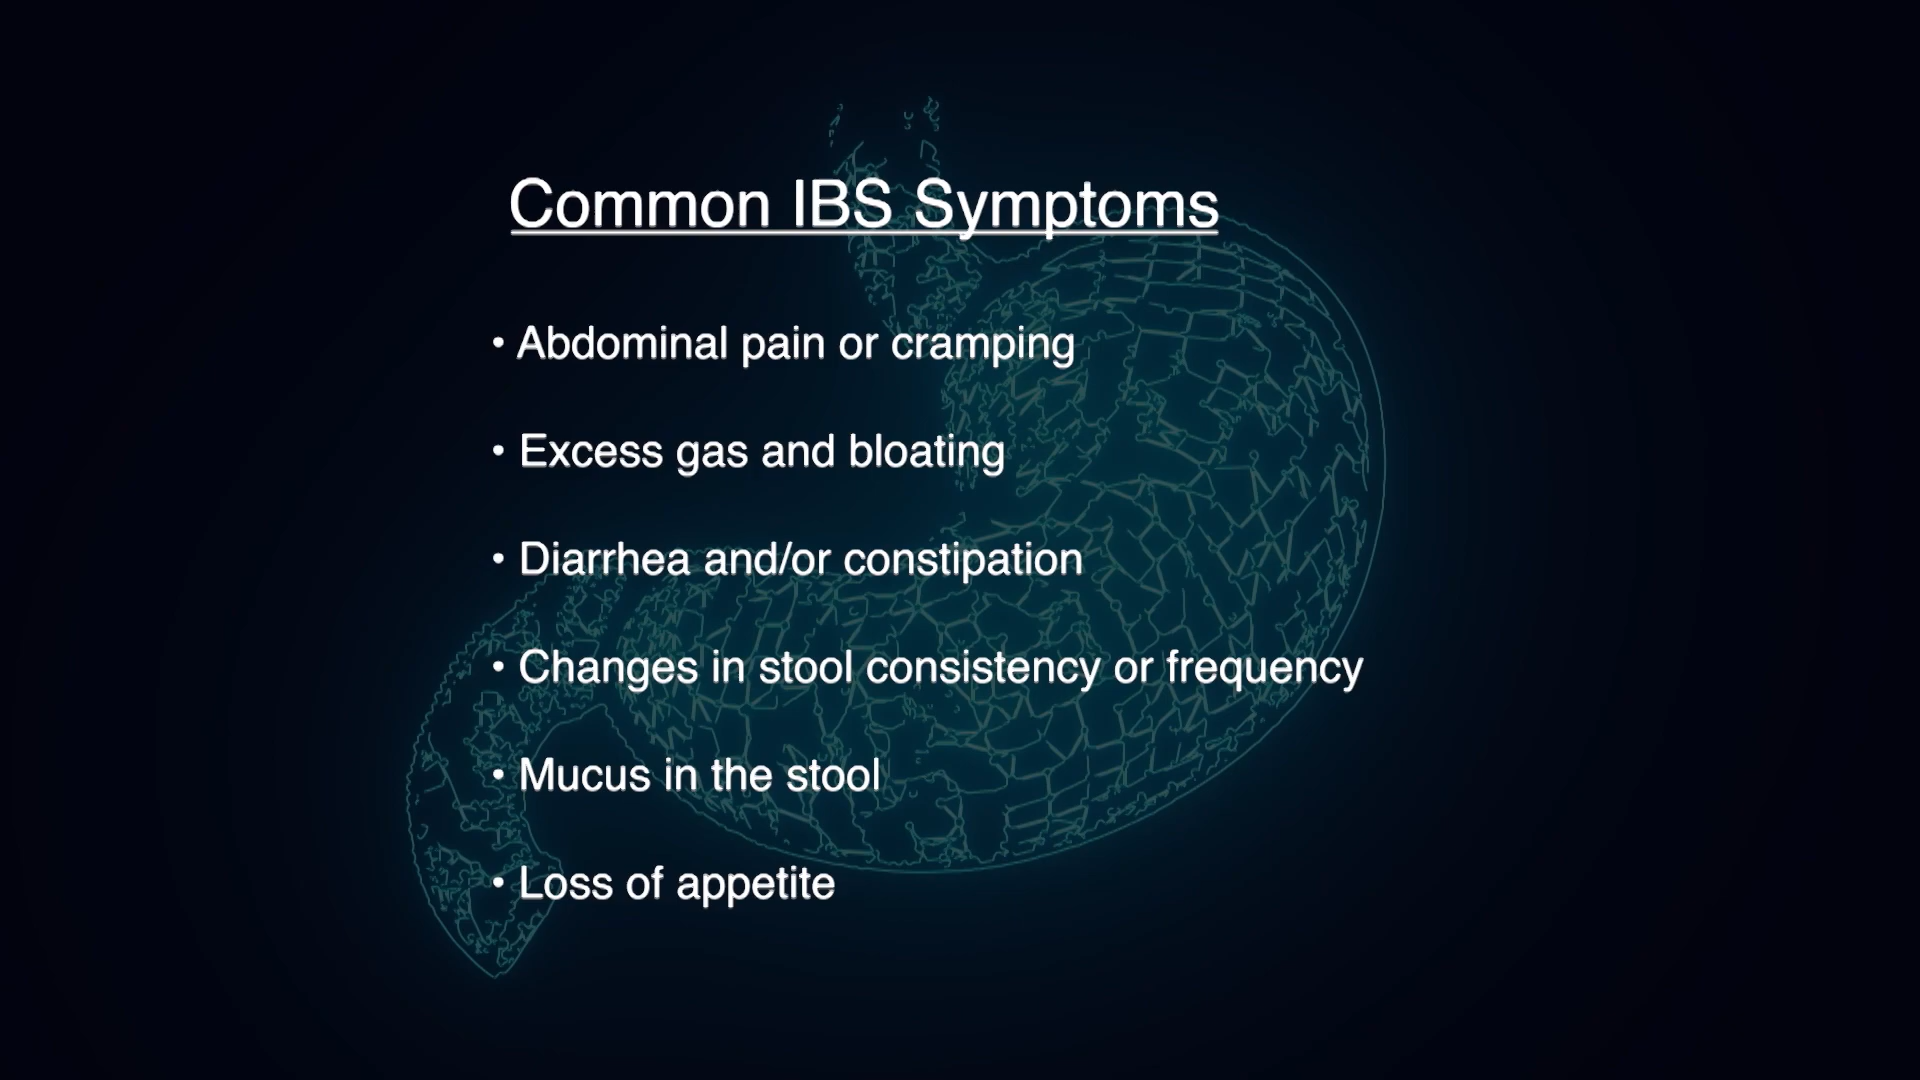 Common IBS Symptoms
• Abdominal pain or cramping
• Excess gas and bloating
• Diarrhea and/or constipation
• Changes in stool consistency or frequency
• Mucus in the stool
• Loss of appetite